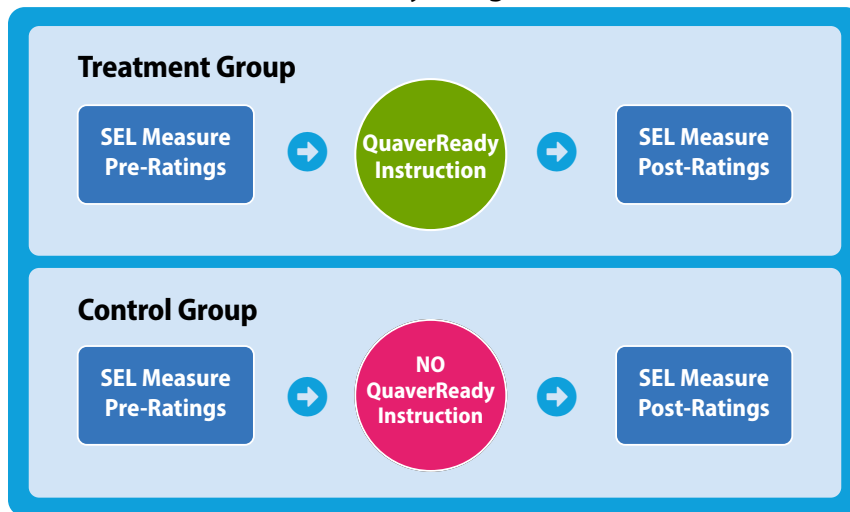 Treatment Group
SEL Measure
Pre-Ratings
QuaverReady
Instruction
SEL Measure
Post-Ratings
Control Group
SEL Measure
Pre-Ratings
NO
QuaverReady
Instruction
SEL Measure
Post-Ratings